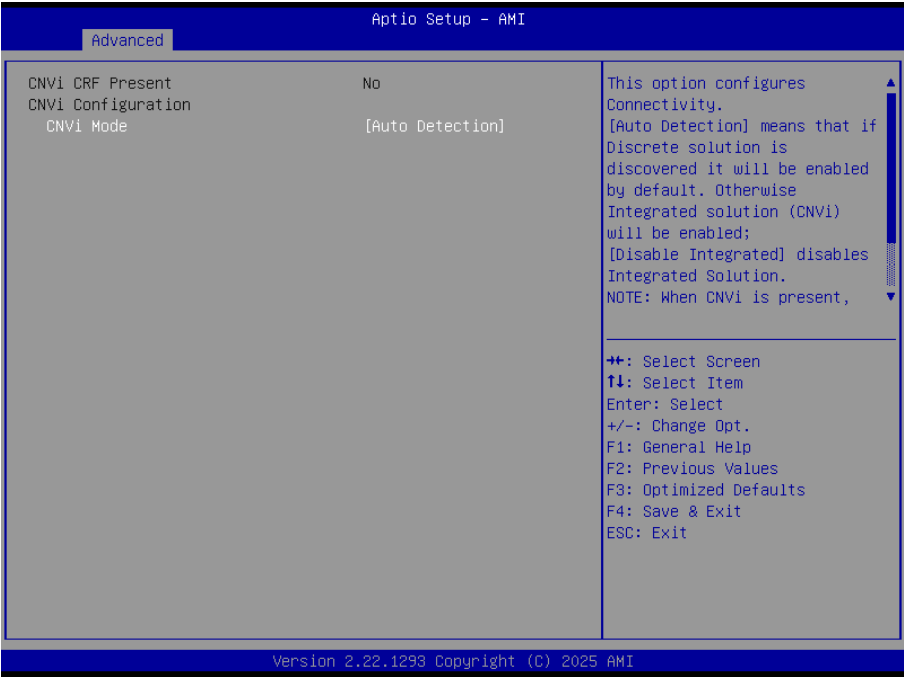 Aptio Setup – AMI
Advanced
CNVi CRF Present No
CNVi Configuration
CNVi Mode [Auto Detection]
This option configures
Connectivity.
[Auto Detection] means that if
Discrete solution is
discovered it will be enabled
by default. Otherwise
Integrated solution (CNVi)
will be enabled;
[Disable Integrated] disables
Integrated Solution.
NOTE: When CNVi is present,
→←: Select Screen
↑↓: Select Item
Enter: Select
+/-: Change Opt.
F1: General Help
F2: Previous Values
F3: Optimized Defaults
F4: Save & Exit
ESC: Exit
Version 2.22.1293 Copyright (C) 2025 AMI